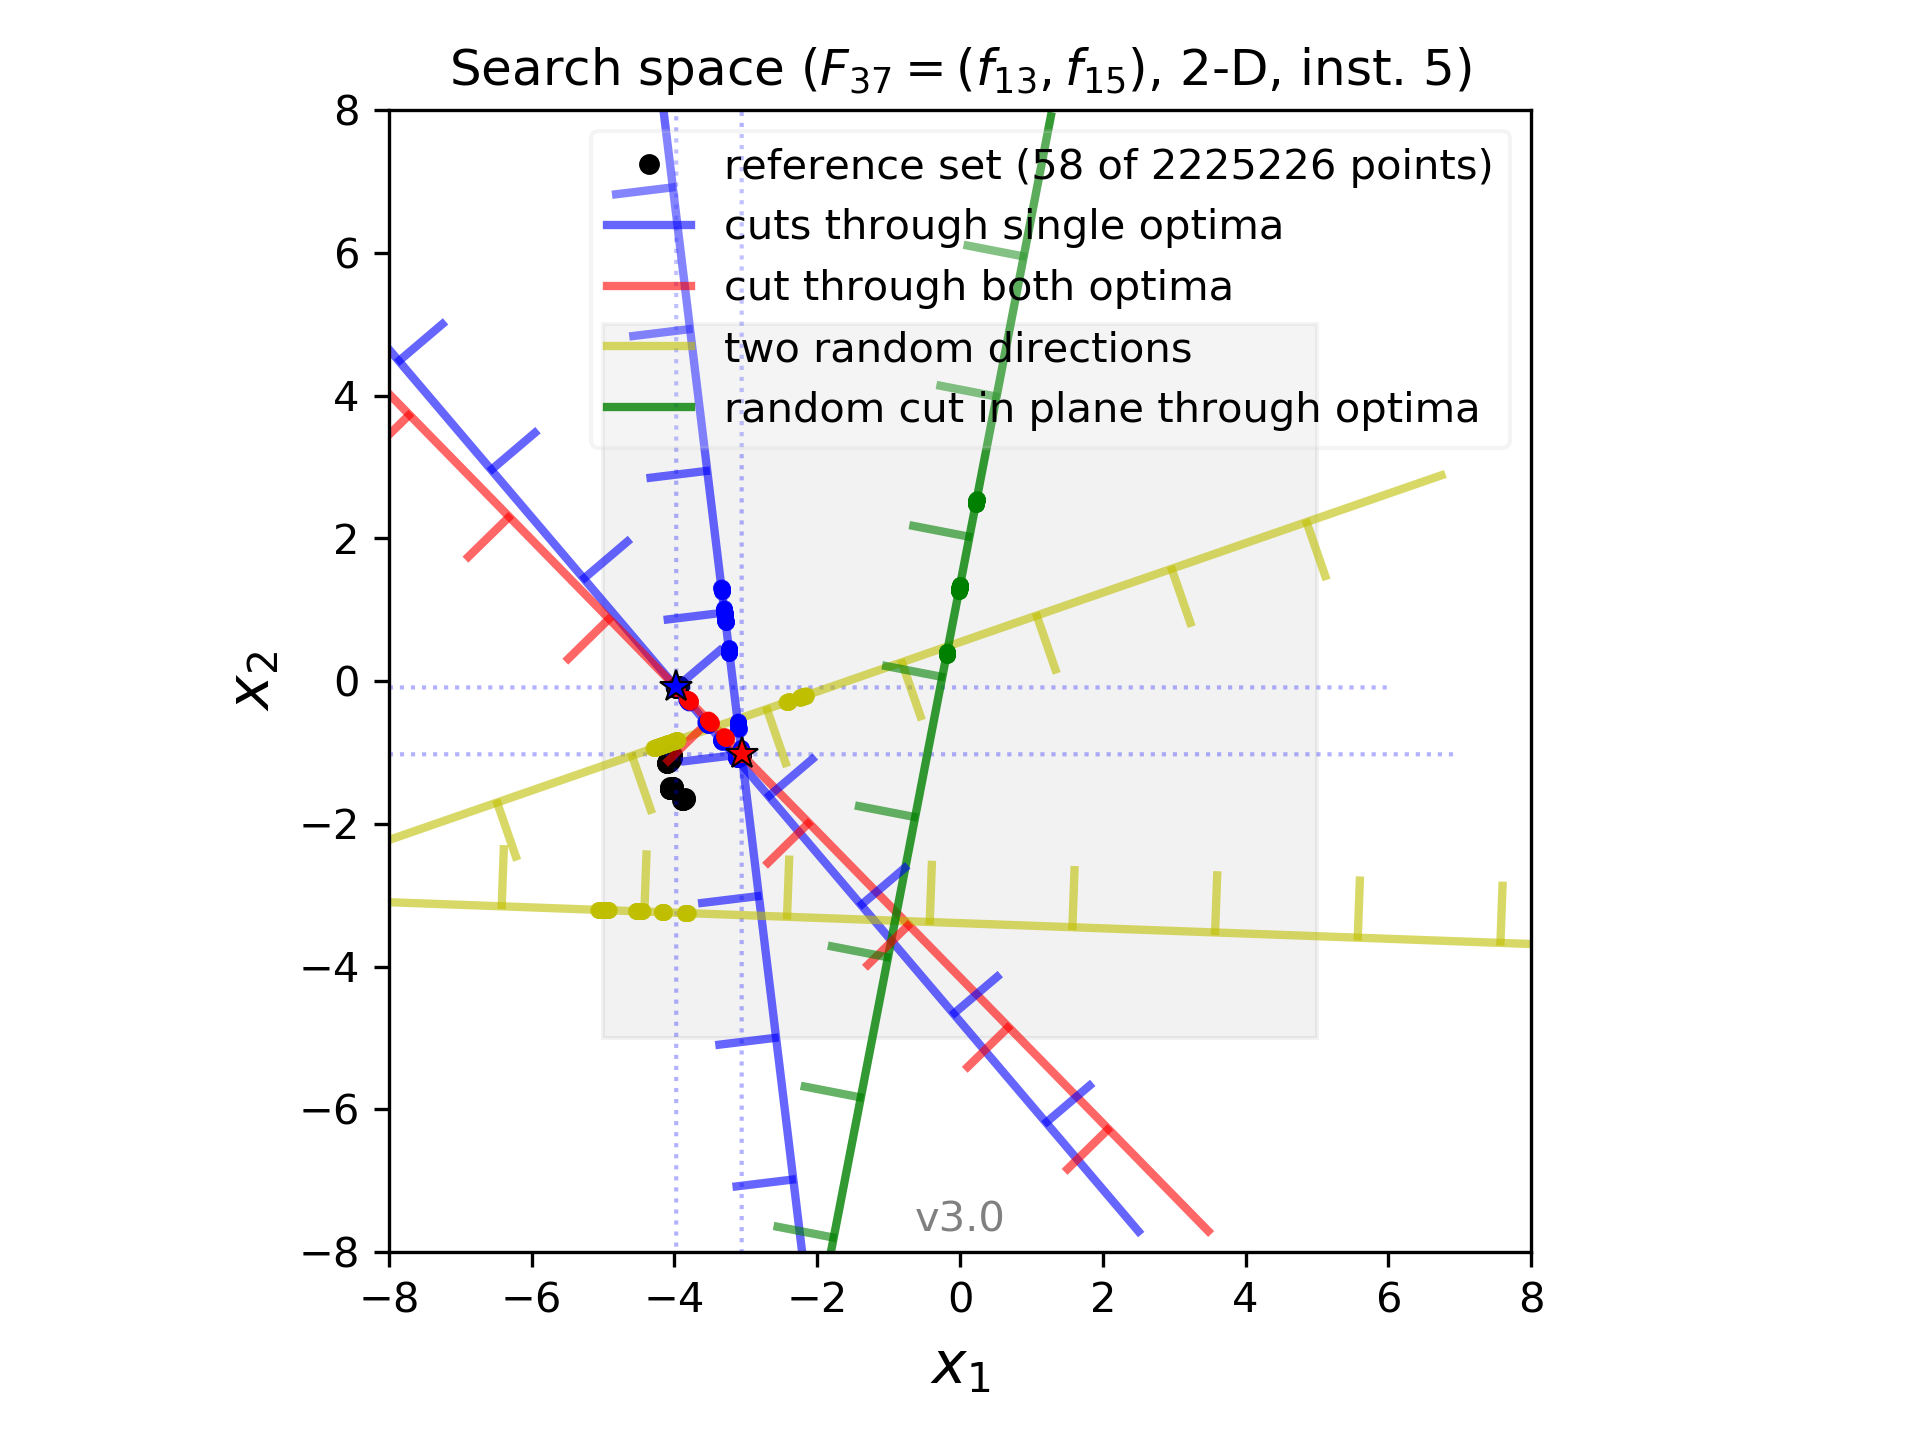 Search space (F37 = (f13, f15), 2-D, inst. 5)
8
6
4
2
0
−2
−4
−6
−8
x2
reference set (58 of 2225226 points)
cuts through single optima
cut through both optima
two random directions
random cut in plane through optima
v3.0
−8 −6 −4 −2 0 2 4 6 8
x1